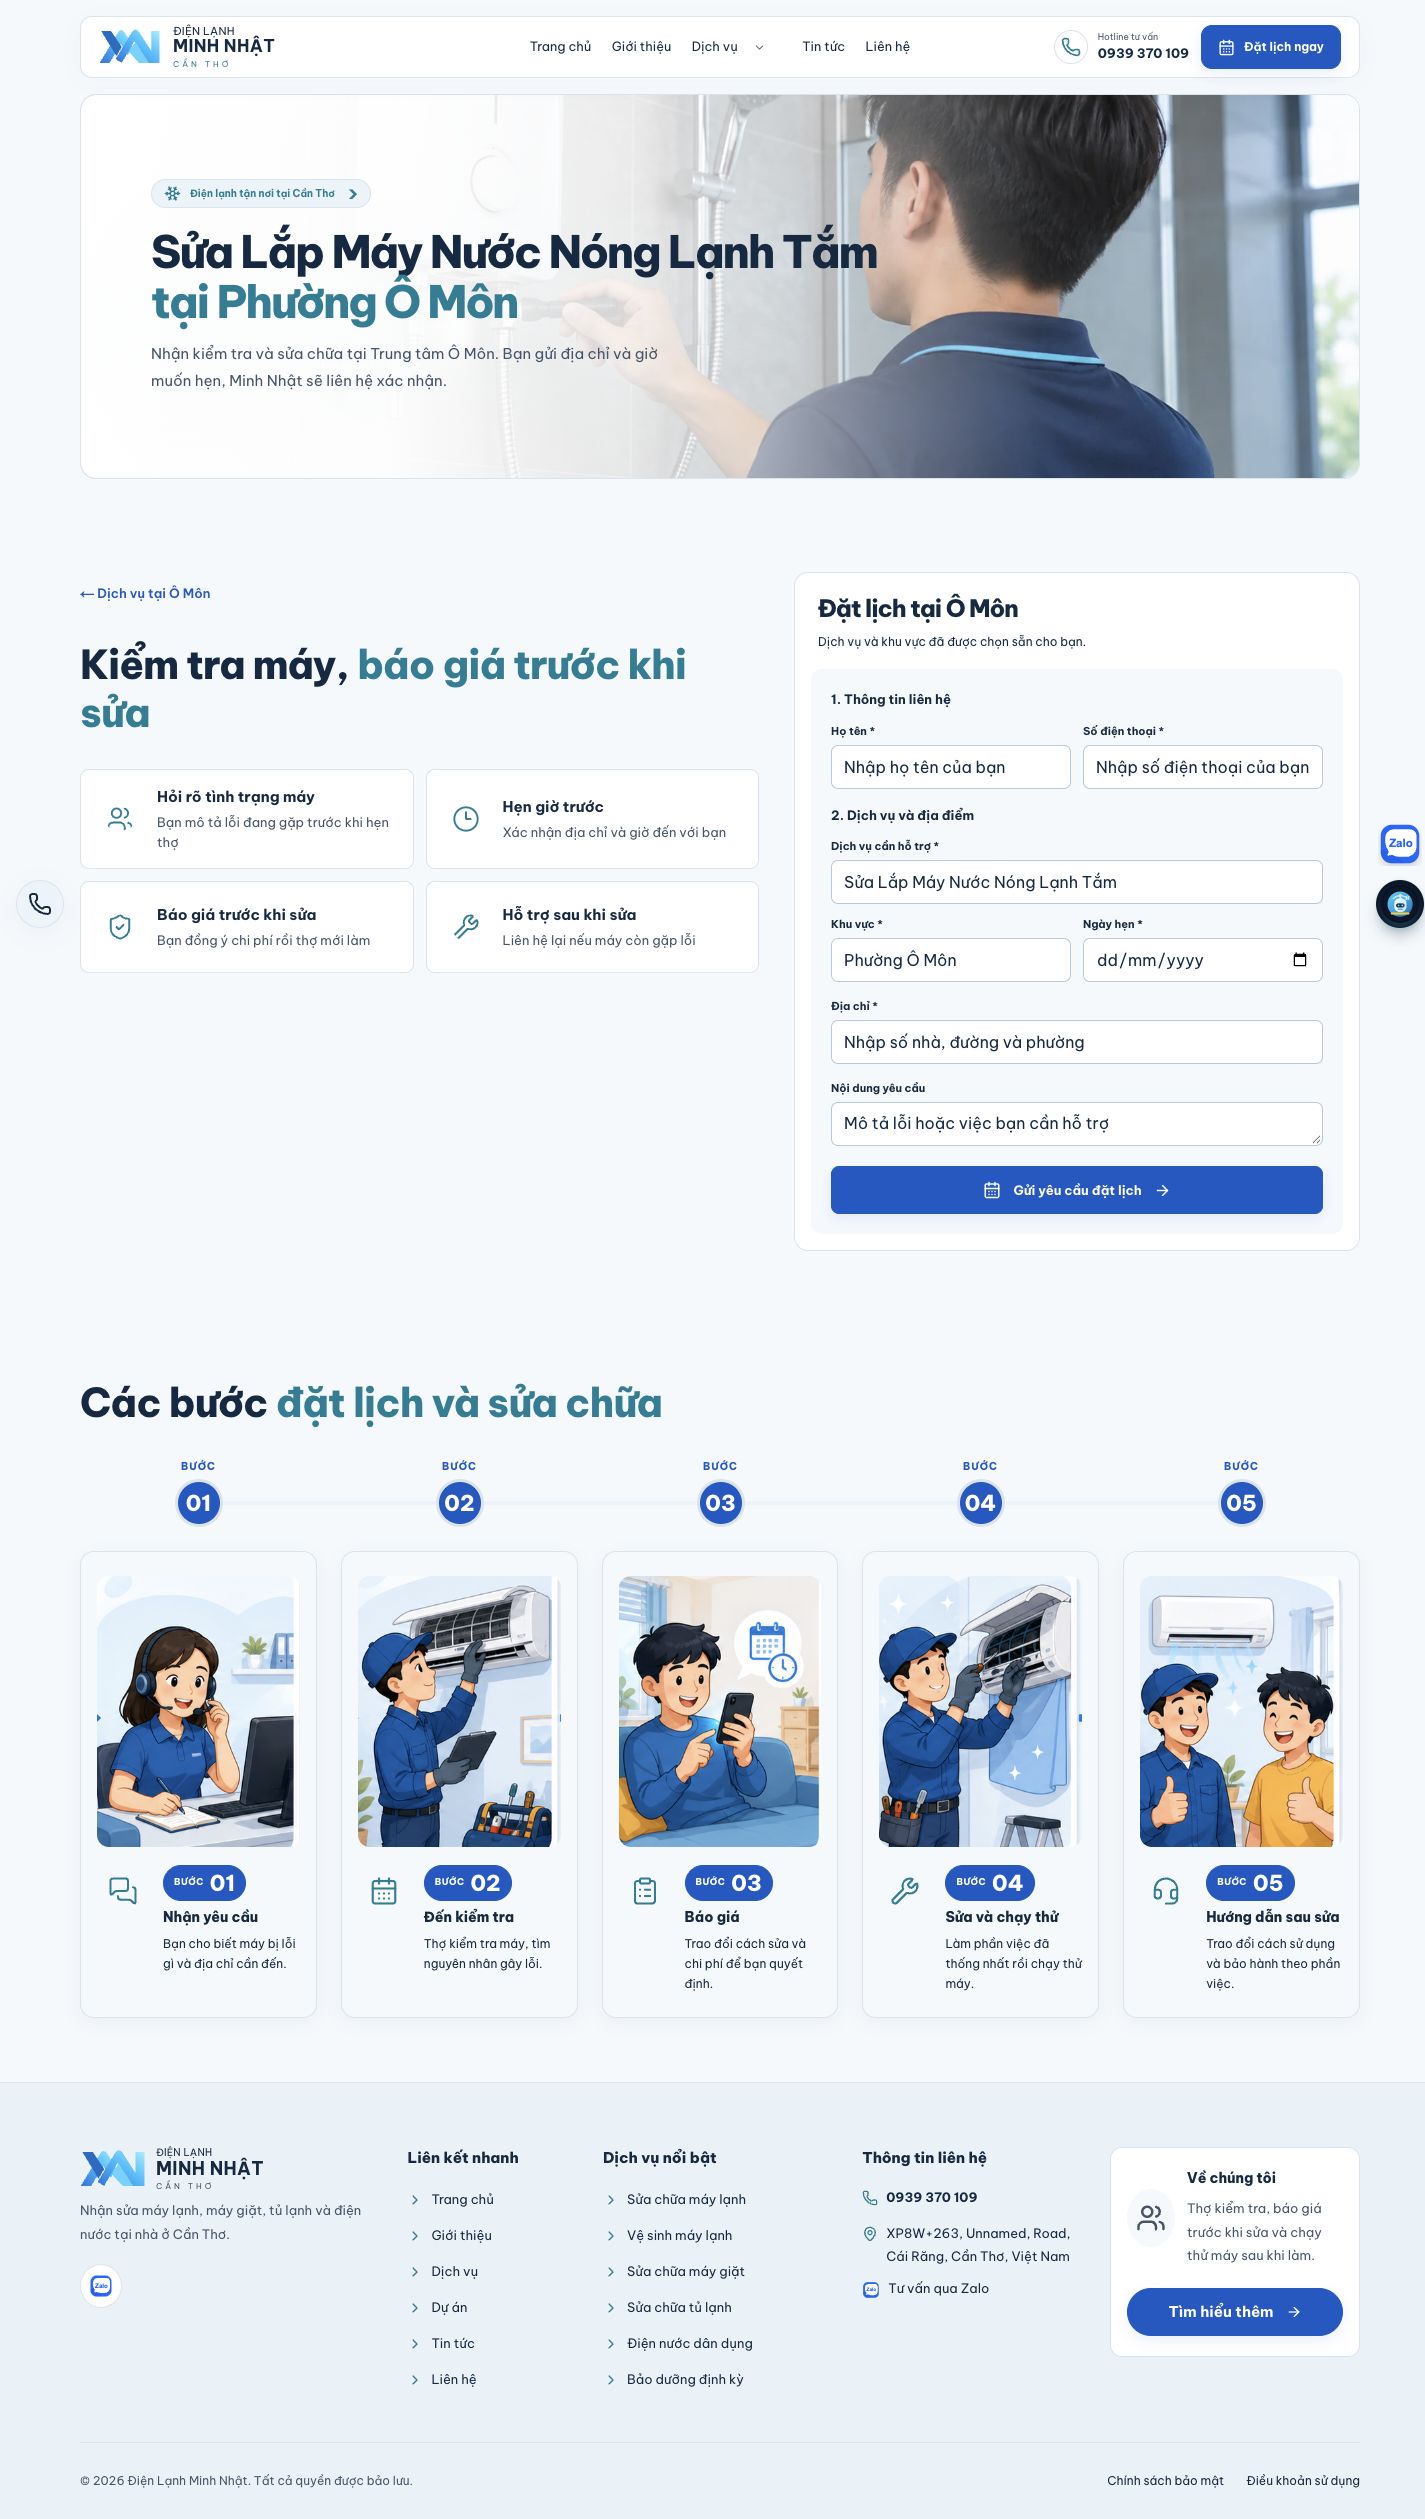 ĐIỆN LẠNH
MINH NHẬT
CẦN THƠ
Trang chủ
Giới thiệu
Dịch vụ
Tin tức
Liên hệ
Hotline tư vấn
0939 370 109
Đặt lịch ngay
Điện lạnh tận nơi tại Cần Thơ
Sửa Lắp Máy Nước Nóng Lạnh Tắm
tại Phường Ô Môn
Nhận kiểm tra và sửa chữa tại Trung tâm Ô Môn. Bạn gửi địa chỉ và giờ
muốn hẹn, Minh Nhật sẽ liên hệ xác nhận.
← Dịch vụ tại Ô Môn
Kiểm tra máy, báo giá trước khi
sửa
Hỏi rõ tình trạng máy
Bạn mô tả lỗi đang gặp trước khi hẹn
thợ
Hẹn giờ trước
Xác nhận địa chỉ và giờ đến với bạn
Báo giá trước khi sửa
Bạn đồng ý chi phí rồi thợ mới làm
Hỗ trợ sau khi sửa
Liên hệ lại nếu máy còn gặp lỗi
Đặt lịch tại Ô Môn
Dịch vụ và khu vực đã được chọn sẵn cho bạn.
1. Thông tin liên hệ
Họ tên *
Số điện thoại *
Nhập họ tên của bạn
Nhập số điện thoại của bạn
2. Dịch vụ và địa điểm
Dịch vụ cần hỗ trợ *
Sửa Lắp Máy Nước Nóng Lạnh Tắm
Khu vực *
Ngày hẹn *
Phường Ô Môn
dd/mm/yyyy
Địa chỉ *
Nhập số nhà, đường và phường
Nội dung yêu cầu
Mô tả lỗi hoặc việc bạn cần hỗ trợ
Gửi yêu cầu đặt lịch
Zalo
Các bước đặt lịch và sửa chữa
BƯỚC
01
BƯỚC
02
BƯỚC
03
BƯỚC
04
BƯỚC
05
BƯỚC 01
Nhận yêu cầu
Bạn cho biết máy bị lỗi
gì và địa chỉ cần đến.
BƯỚC 02
Đến kiểm tra
Thợ kiểm tra máy, tìm
nguyên nhân gây lỗi.
BƯỚC 03
Báo giá
Trao đổi cách sửa và
chi phí để bạn quyết
định.
BƯỚC 04
Sửa và chạy thử
Làm phần việc đã
thống nhất rồi chạy thử
máy.
BƯỚC 05
Hướng dẫn sau sửa
Trao đổi cách sử dụng
và bảo hành theo phần
việc.
ĐIỆN LẠNH
MINH NHẬT
CẦN THƠ
Nhận sửa máy lạnh, máy giặt, tủ lạnh và điện
nước tại nhà ở Cần Thơ.
Zalo
Liên kết nhanh
Trang chủ
Giới thiệu
Dịch vụ
Dự án
Tin tức
Liên hệ
Dịch vụ nổi bật
Sửa chữa máy lạnh
Vệ sinh máy lạnh
Sửa chữa máy giặt
Sửa chữa tủ lạnh
Điện nước dân dụng
Bảo dưỡng định kỳ
Thông tin liên hệ
0939 370 109
XP8W+263, Unnamed, Road,
Cái Răng, Cần Thơ, Việt Nam
Tư vấn qua Zalo
Về chúng tôi
Thợ kiểm tra, báo giá
trước khi sửa và chạy
thử máy sau khi làm.
Tìm hiểu thêm
© 2026 Điện Lạnh Minh Nhật. Tất cả quyền được bảo lưu.
Chính sách bảo mật
Điều khoản sử dụng